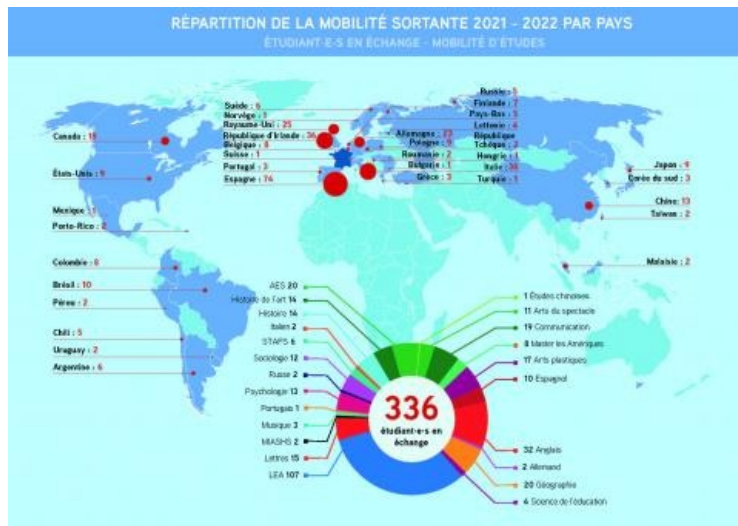 RÉPARTITION DE LA MOBILITÉ SORTANTE 2021 - 2022 PAR PAYS
ÉTUDIANT·E·S EN ÉCHANGE - MOBILITÉ D'ÉTUDES
Canada :
États-Unis : 9
Mexique : 1
Porto-Rico : 2
Colombie : 8
Brésil : 10
Pérou : 2
Chili : 5
Uruguay : 2
Argentine : 6
Suède : 6
Norvège : 1
Royaume-Uni : 25
République d'Irlande : 36
Belgique : 8
Suisse : 1
Portugal : 3
Espagne : 74
Russie : 5
Finlande : 7
Pays-Bas : 5
Lettonie : 4
République
Tchèque :
Hongrie : 1
Italie :
Turquie : 1
Allemagne : 23
Pologne : 9
Roumanie : 2
Bulgarie : 1
Grèce : 3
Japon : 9
Corée du sud : 3
Chine: 13
Taïwan : 2
Malaisie : 2
AES 20
Histoire de l'art 14
Histoire 14
Italien 2
STAPS 6
Sociologie 12
Russe 2
Psychologie 13
Portugais 1
Musique 3
MIASHS 2
Lettres 15
LEA 107
336
étudiant·e·s en
échange
1 Études chinoises
11 Arts du spectacle
19 Communication
8 Master les Amériques
17 Arts plastiques
10 Espagnol
32 Anglais
2 Allemand
20 Géographie
4 Science de l'éducation